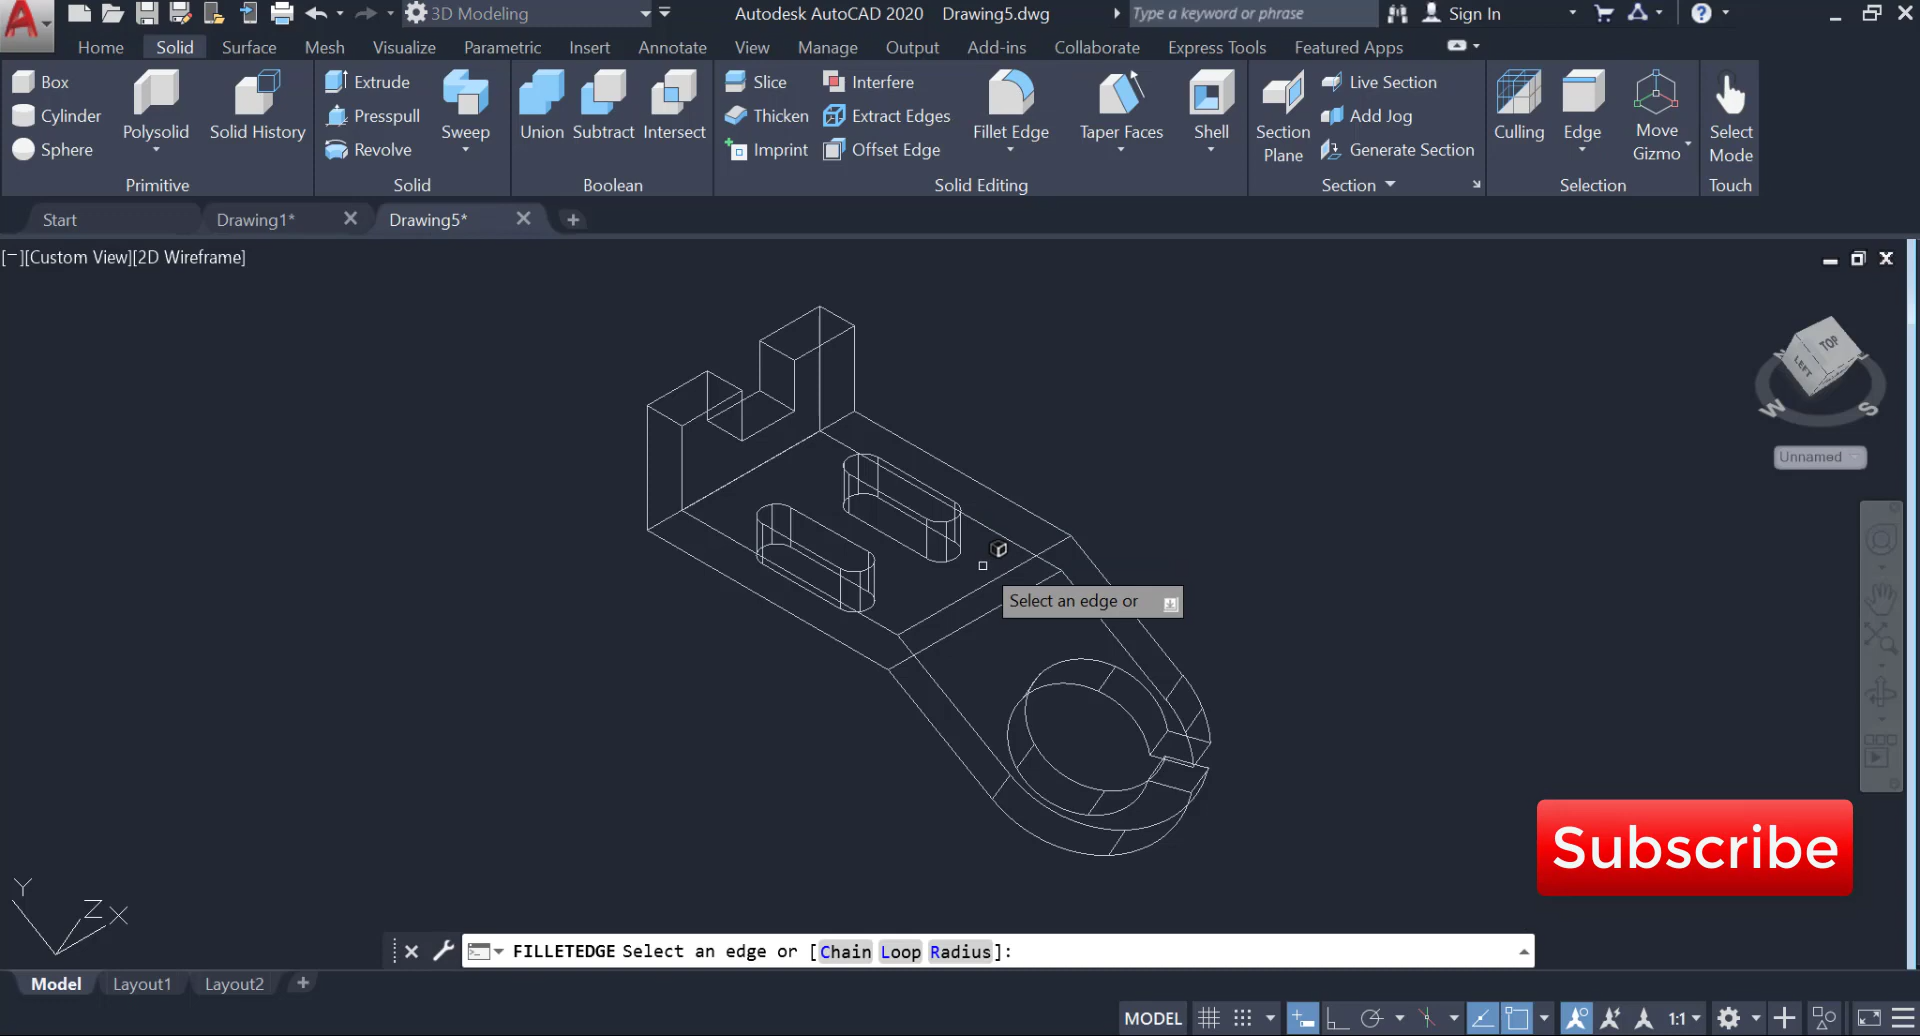 3D Modeling Autodesk AutoCAD 2020 Drawing5.dwg Type a keyword or phrase Sign In
Home Solid Surface Mesh Visualize Parametric Insert Annotate View Manage Output Add-ins Collaborate Express Tools Featured Apps
Box Extrude Slice Interfere Live Section
Cylinder Presspull Thicken Extract Edges Add Jog
Polysolid Solid History Sweep Union Subtract Intersect Fillet Edge Taper Faces Shell Section Plane Culling Edge Move Gizmo Select Mode
Sphere Revolve Imprint Offset Edge Generate Section
Primitive Solid Boolean Solid Editing Section Selection Touch
Start Drawing1* Drawing5*
[−][Custom View][2D Wireframe]
TOP
LEFT
W S
Unnamed
Select an edge or
Subscribe
Y
Z X
FILLETEDGE Select an edge or [Chain Loop Radius]:
Model Layout1 Layout2
MODEL 1:1